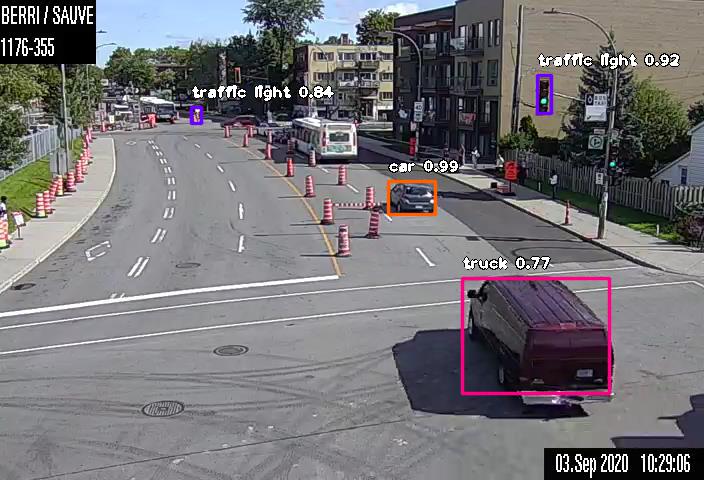 BERRI / SAUVE
1176-355
traffic light 0.92
traffic light 0.84
car 0.99
truck 0.77
03.Sep 2020 10:29:06